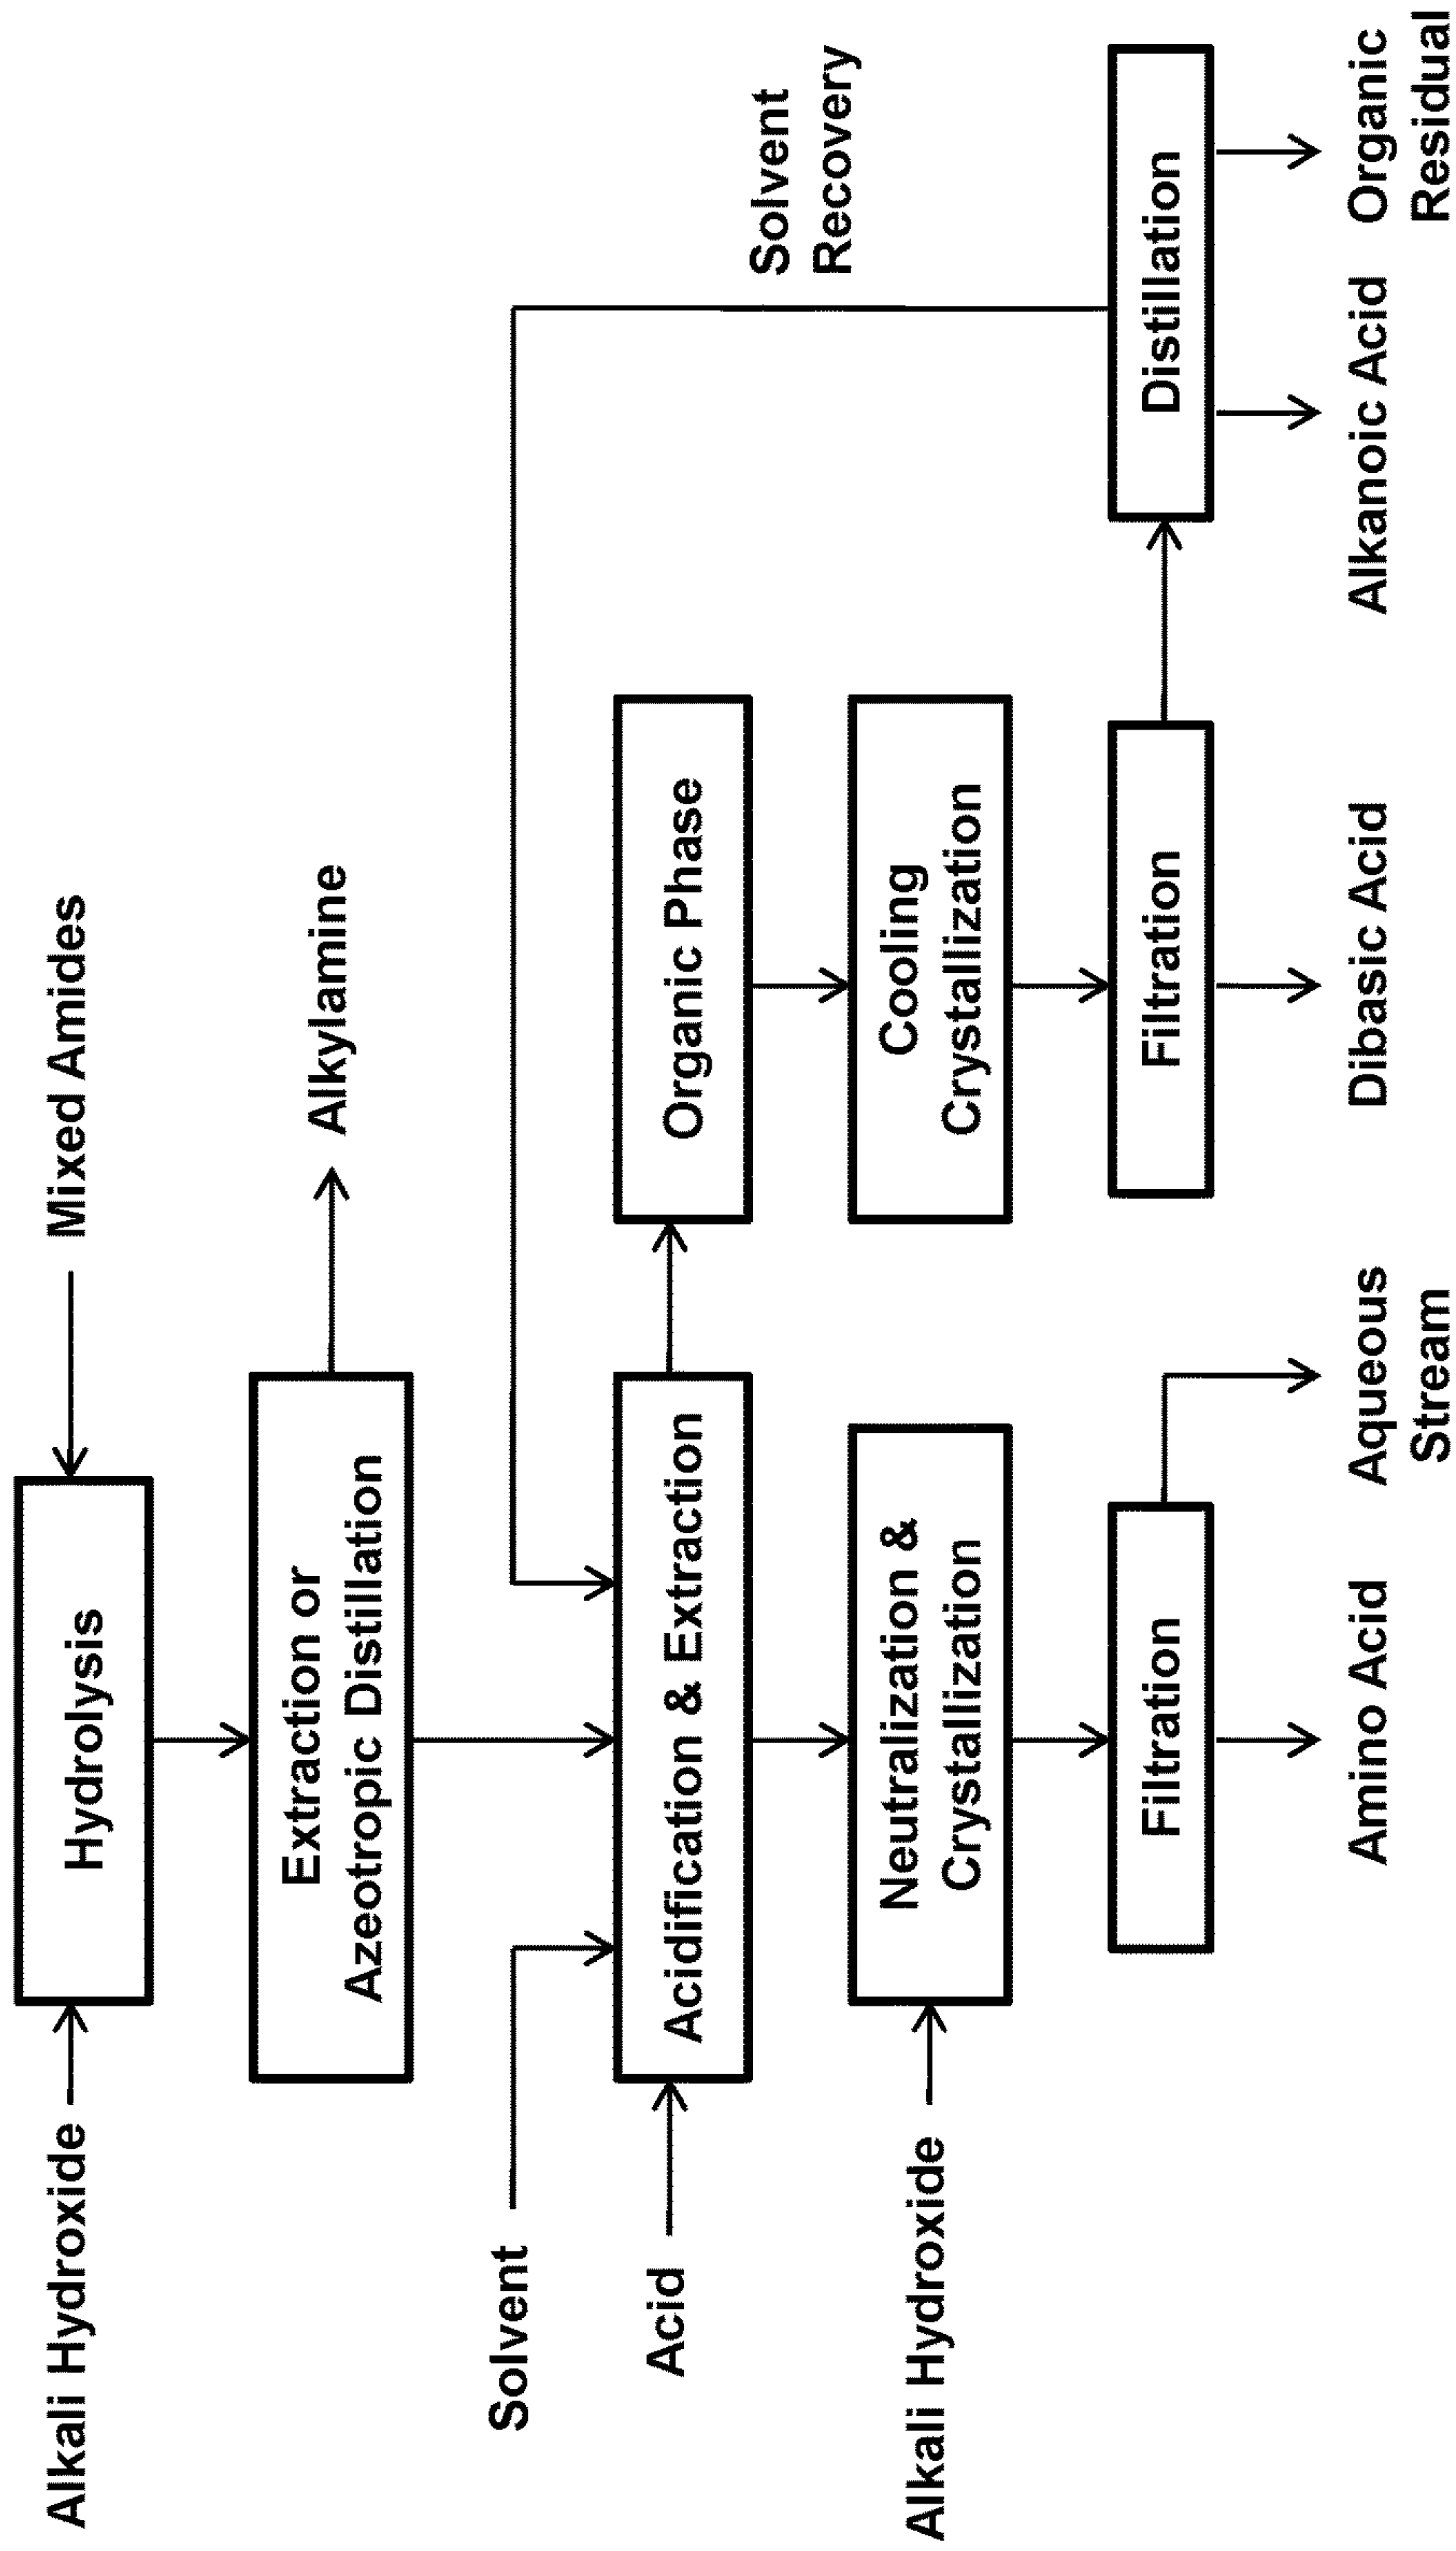 Alkali Hydroxide
Hydrolysis
Mixed Amides
Extraction or
Azeotropic Distillation
Alkylamine
Solvent
Solvent
Recovery
Acid
Acidification & Extraction
Organic Phase
Alkali Hydroxide
Neutralization &
Crystallization
Cooling
Crystallization
Filtration
Filtration
Distillation
Amino Acid
Aqueous
Stream
Dibasic Acid
Alkanoic Acid
Organic
Residual